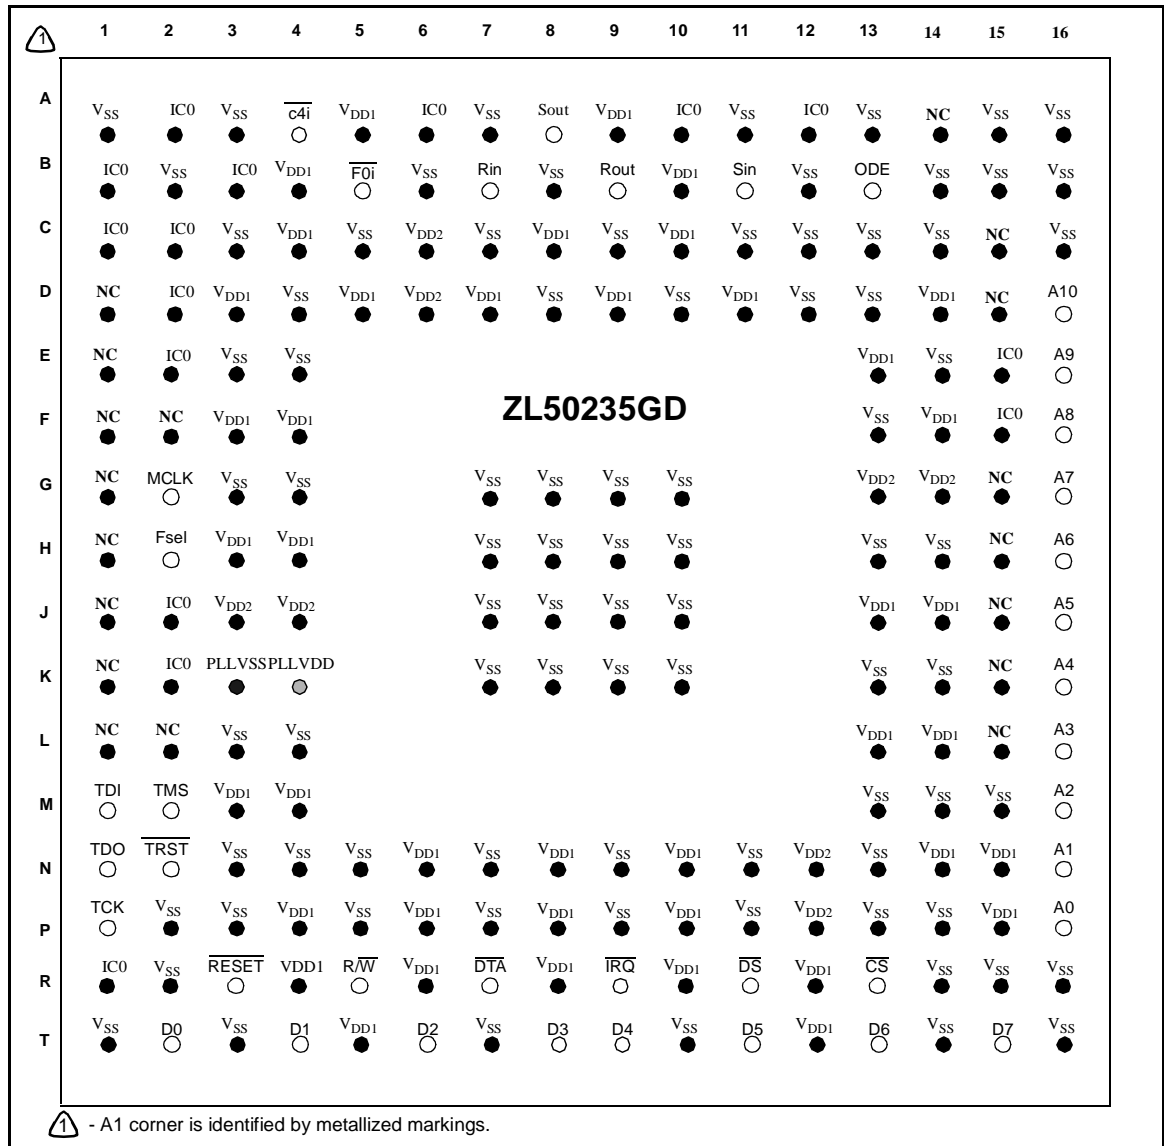 1 1 2 3 4 5 6 7 8 9 10 11 12 13 14 15 16
A VSS IC0 VSS c4i VDD1 IC0 VSS Sout VDD1 IC0 VSS IC0 VSS NC VSS VSS
B IC0 VSS IC0 VDD1 F0i VSS Rin VSS Rout VDD1 Sin VSS ODE VSS VSS VSS
C IC0 IC0 VSS VDD1 VSS VDD2 VSS VDD1 VSS VDD1 VSS VSS VSS VSS NC VSS
D NC IC0 VDD1 VSS VDD1 VDD2 VDD1 VSS VDD1 VSS VDD1 VSS VSS VDD1 NC A10
E NC IC0 VSS VSS VDD1 VSS IC0 A9
ZL50235GD
F NC NC VDD1 VDD1 VSS VDD1 IC0 A8
G NC MCLK VSS VSS VSS VSS VSS VSS VDD2 VDD2 NC A7
H NC Fsel VDD1 VDD1 VSS VSS VSS VSS VSS VSS NC A6
J NC IC0 VDD2 VDD2 VSS VSS VSS VSS VDD1 VDD1 NC A5
K NC IC0 PLLVSS PLLVDD VSS VSS VSS VSS VSS VSS NC A4
L NC NC VSS VSS VDD1 VDD1 NC A3
M TDI TMS VDD1 VDD1 VSS VSS VSS A2
N TDO TRST VSS VSS VSS VDD1 VSS VDD1 VSS VDD1 VSS VDD2 VSS VDD1 VDD1 A1
P TCK VSS VSS VDD1 VSS VDD1 VSS VDD1 VSS VDD1 VSS VDD2 VSS VSS VDD1 A0
R IC0 VSS RESET VDD1 R/W VDD1 DTA VDD1 IRQ VDD1 DS VDD1 CS VSS VSS VSS
T VSS D0 VSS D1 VDD1 D2 VSS D3 D4 VSS D5 VDD1 D6 VSS D7 VSS
1 - A1 corner is identified by metallized markings.